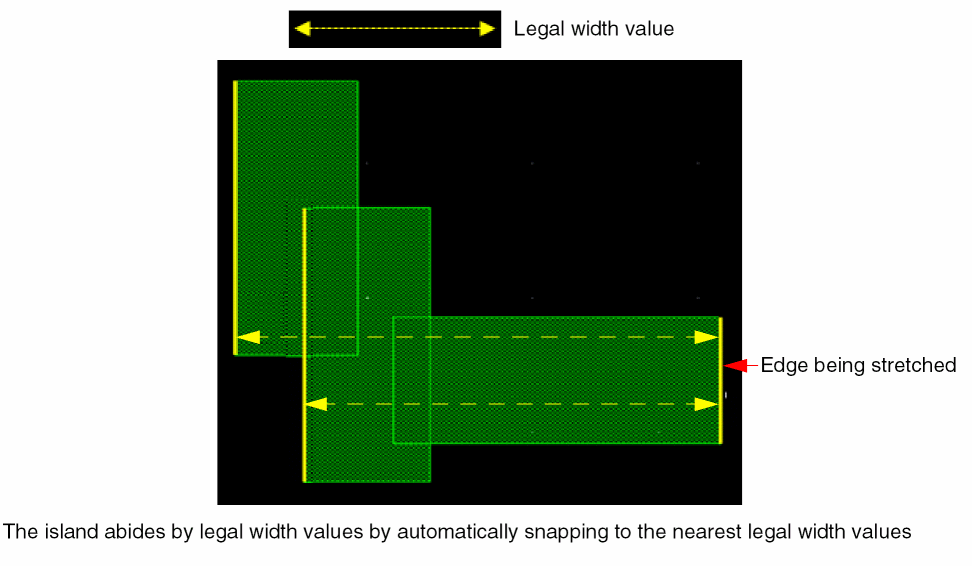 Legal width value
Edge being stretched
The island abides by legal width values by automatically snapping to the nearest legal width values